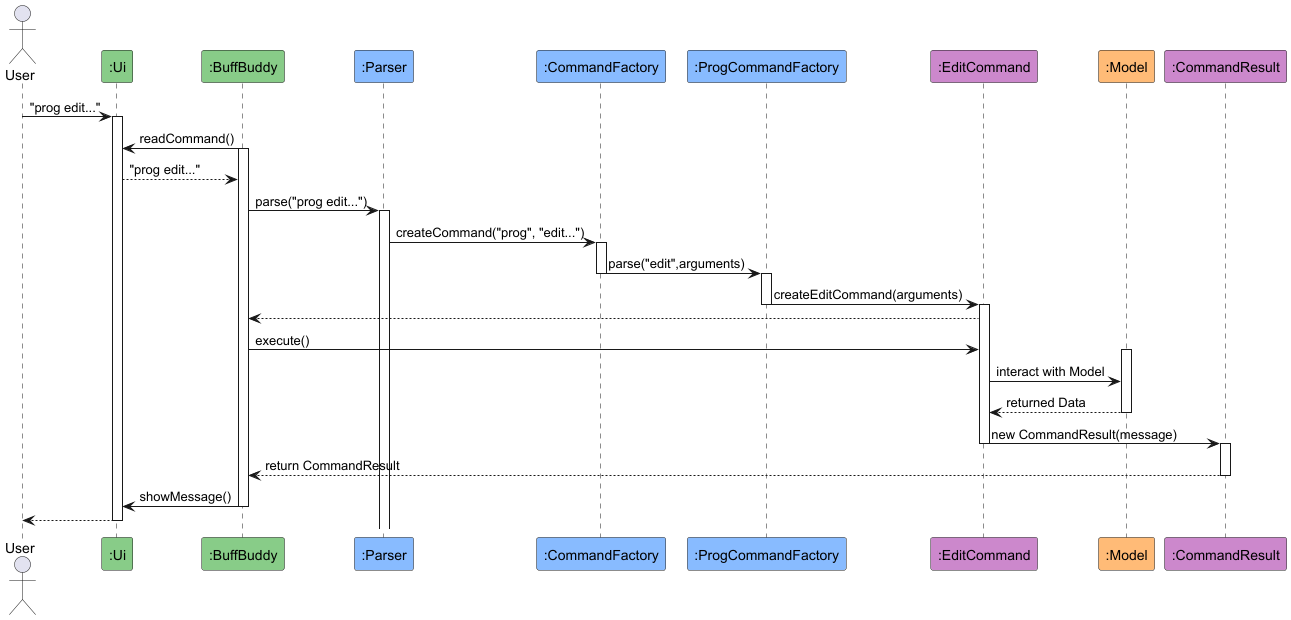 User
:Ui
:BuffBuddy
:Parser
:CommandFactory
:ProgCommandFactory
:EditCommand
:Model
:CommandResult
"prog edit..."
readCommand()
"prog edit..."
parse("prog edit...")
createCommand("prog", "edit...")
parse("edit",arguments)
createEditCommand(arguments)
execute()
interact with Model
returned Data
new CommandResult(message)
return CommandResult
showMessage()
User
:Ui
:BuffBuddy
:Parser
:CommandFactory
:ProgCommandFactory
:EditCommand
:Model
:CommandResult